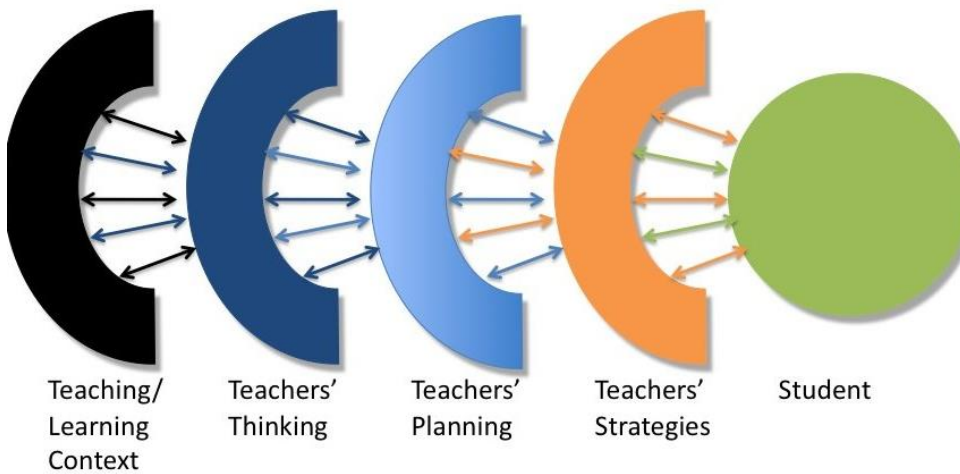 Teaching/
Learning
Context
Teachers’
Thinking
Teachers’
Planning
Teachers’
Strategies
Student